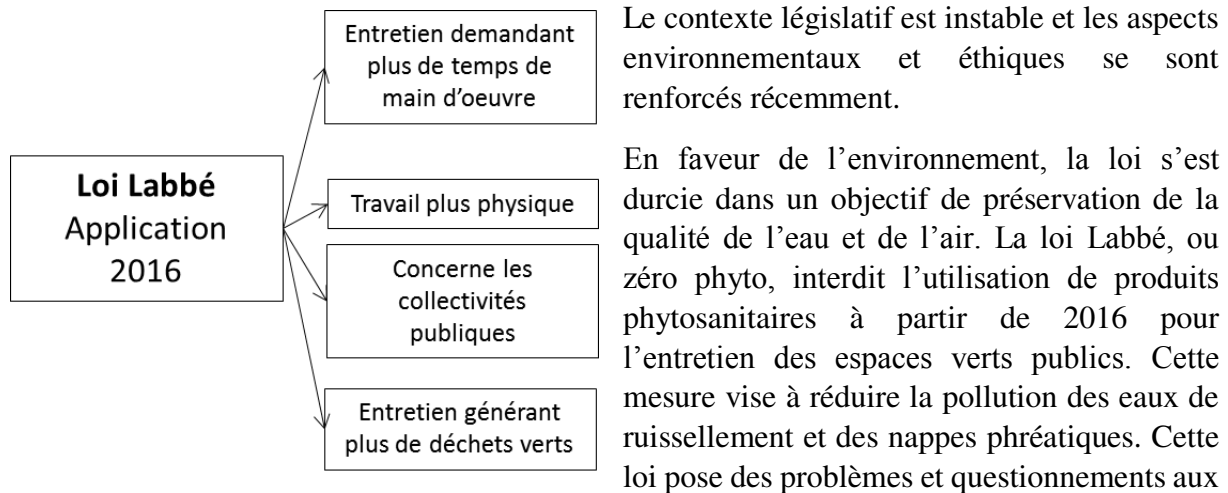 Loi Labbé
Application
2016
Entretien demandant
plus de temps de
main d'oeuvre
Travail plus physique
Concerne les
collectivités
publiques
Entretien générant
plus de déchets verts
Le contexte législatif est instable et les aspects
environnementaux et éthiques se sont
renforcés récemment.
En faveur de l’environnement, la loi s’est
durcie dans un objectif de préservation de la
qualité de l’eau et de l’air. La loi Labbé, ou
zéro phyto, interdit l’utilisation de produits
phytosanitaires à partir de 2016 pour
l’entretien des espaces verts publics. Cette
mesure vise à réduire la pollution des eaux de
ruissellement et des nappes phréatiques. Cette
loi pose des problèmes et questionnements aux